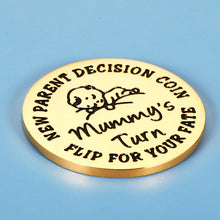 NEW PARENT DECISION COIN
Mummy's
Turn
FLIP FOR YOUR FATE